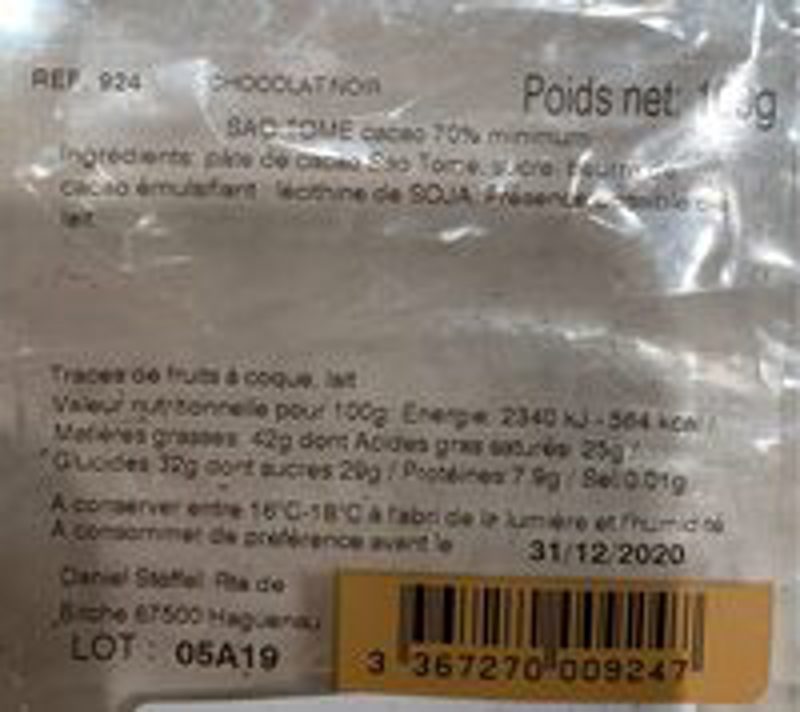 REF 924 CHOCOLAT NOIR Poids net:
SAO TOME cacao 70% minimum
Ingrédients: pâte de cacao Sao Tome, sucre, beurre de
cacao émulsifiant: lécithine de SOJA. Présence possible
lait
Traces de fruits à coque, lait
Valeur nutritionnelle pour 100g: Energie: 2340 kJ - 564 kcal /
Matières grasses: 42g dont Acides gras saturés: 25g /
Glucides 32g dont sucres 29g / Protéines 7.9g / Sel 0.01g
A conserver entre 16°C-18°C à l'abri de la lumière et l'humidité
A consommer de préférence avant le 31/12/2020
Daniel Stoffel Rte de
Bitche 67500 Haguenau
LOT : 05A19
3 367270 009247